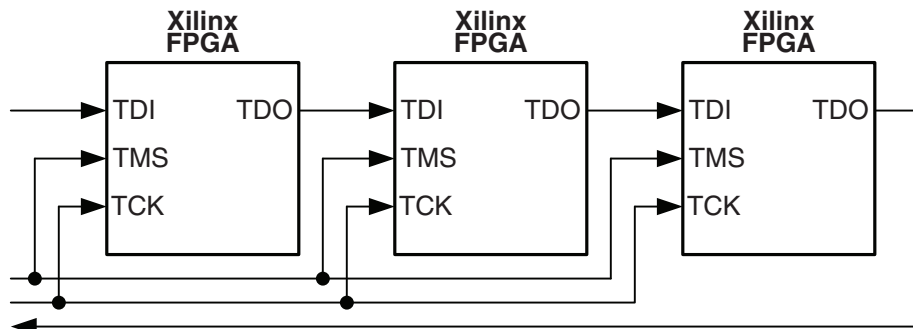 Xilinx
FPGA
TDI
TDO
TMS
TCK
Xilinx
FPGA
TDI
TDO
TMS
TCK
Xilinx
FPGA
TDI
TDO
TMS
TCK